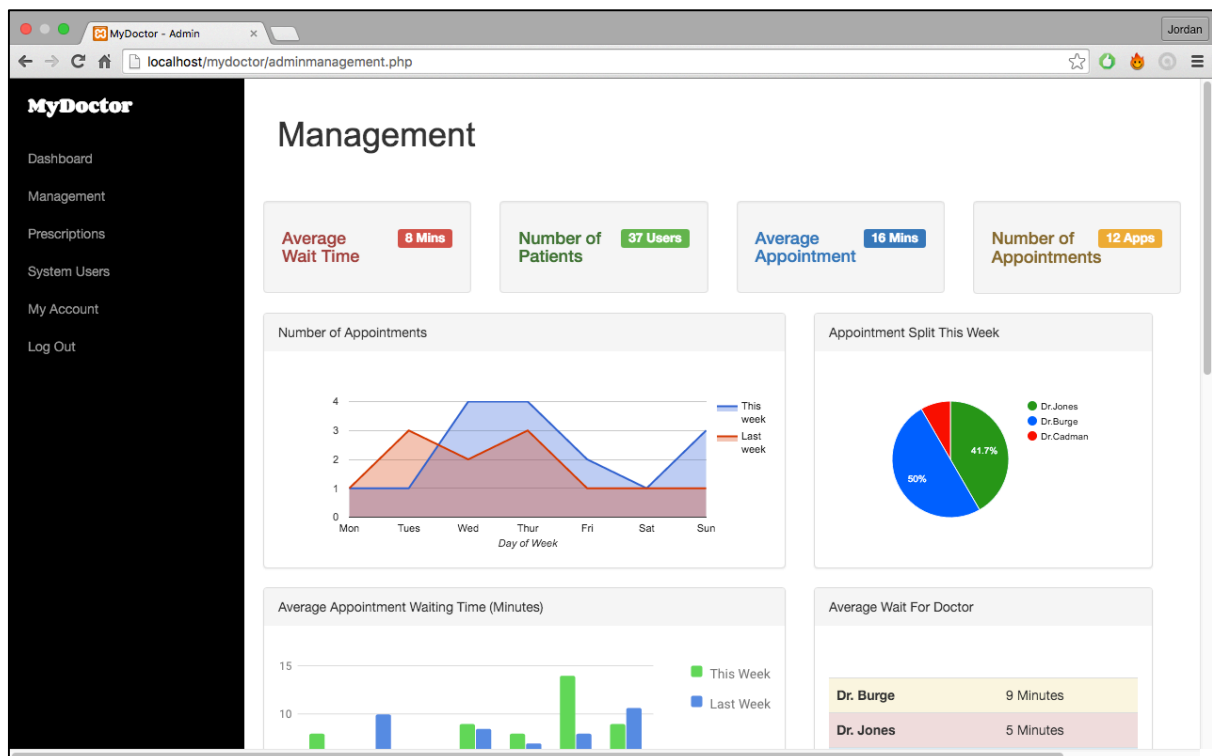 MyDoctor - Admin
Jordan
localhost/mydoctor/adminmanagement.php
MyDoctor
Dashboard
Management
Prescriptions
System Users
My Account
Log Out
Management
Average
Wait Time
8 Mins
Number of
Patients
37 Users
Average
Appointment
16 Mins
Number of
Appointments
12 Apps
Number of Appointments
4
3
2
1
0
Mon Tues Wed Thur Fri Sat Sun
Day of Week
This
week
Last
week
Appointment Split This Week
41.7%
50%
Dr.Jones
Dr.Burge
Dr.Cadman
Average Appointment Waiting Time (Minutes)
15
10
This Week
Last Week
Average Wait For Doctor
Dr. Burge 9 Minutes
Dr. Jones 5 Minutes